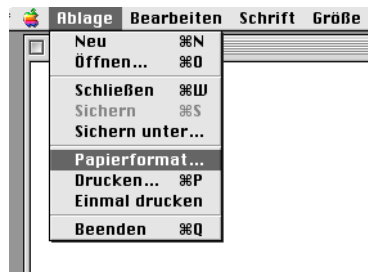 Ablage Bearbeiten Schrift Größe
Neu ⌘N
Öffnen... ⌘O
Schließen ⌘W
Sichern ⌘S
Sichern unter...
Papierformat...
Drucken... ⌘P
Einmal drucken
Beenden ⌘Q